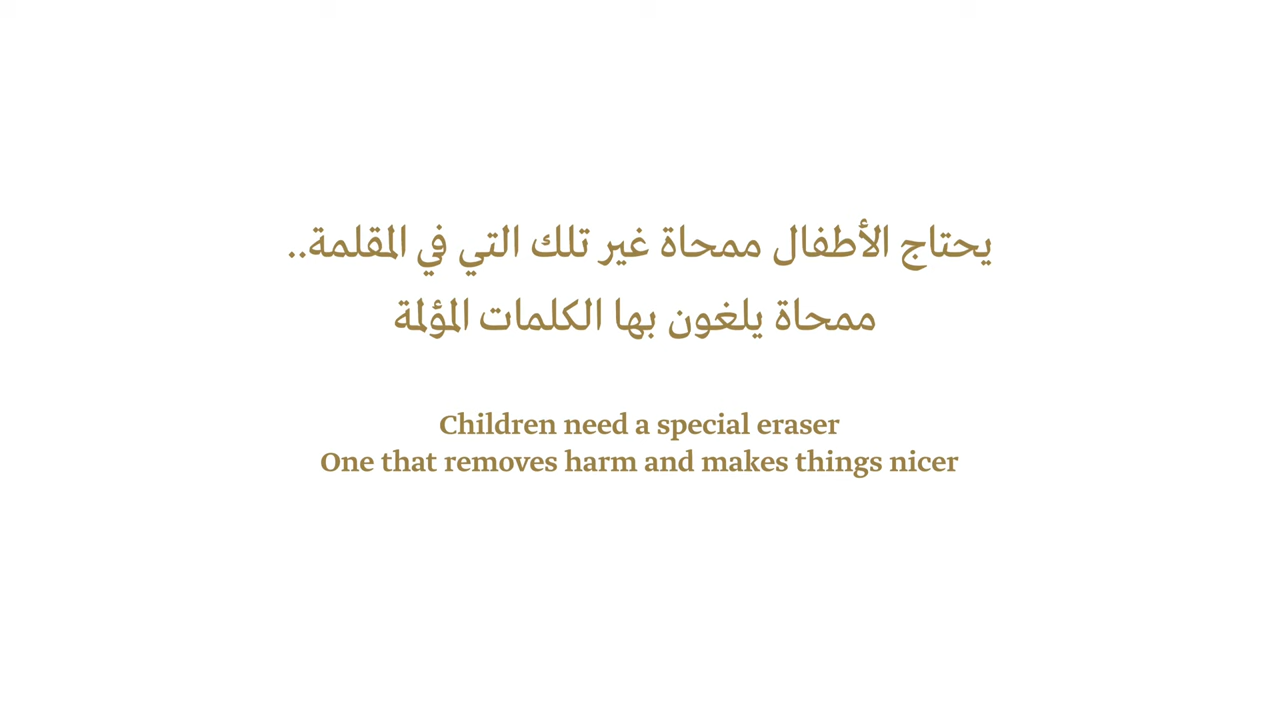 يحتاج الأطفال ممحاة غير تلك التي في المقلمة..
ممحاة يلغون بها الكلمات المؤلمة
Children need a special eraser
One that removes harm and makes things nicer